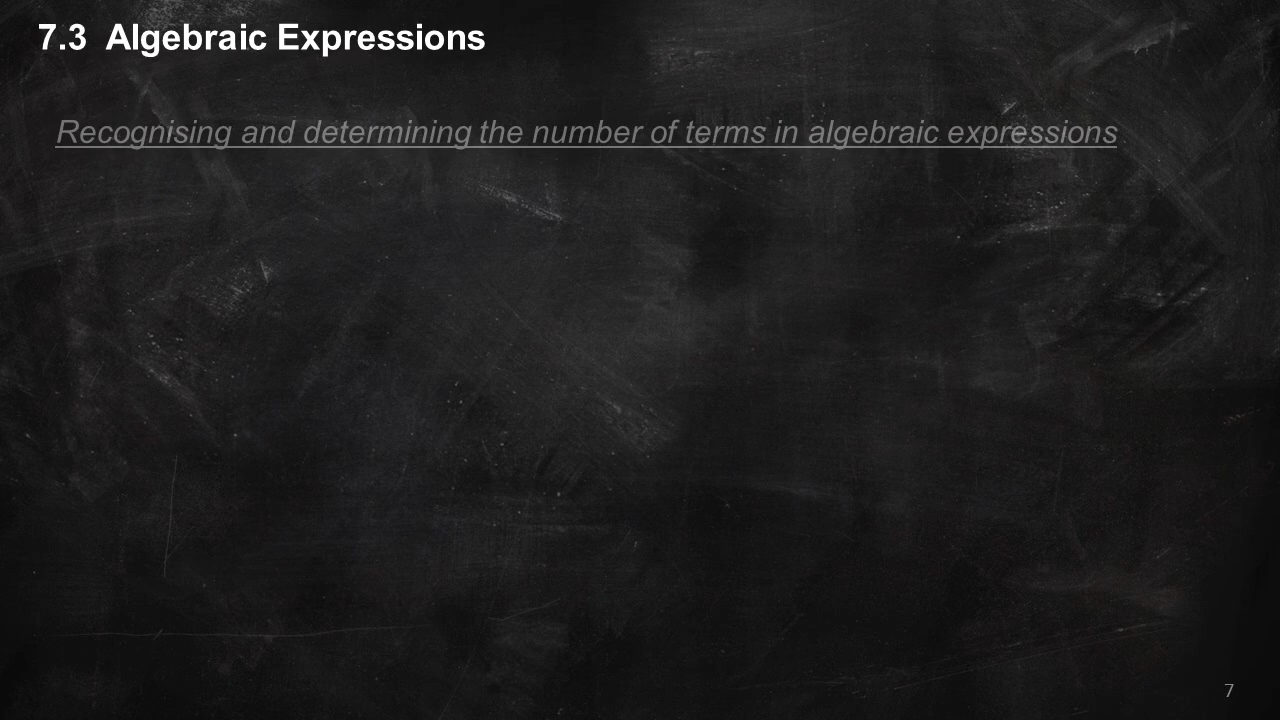 7.3 Algebraic Expressions
Recognising and determining the number of terms in algebraic expressions
7